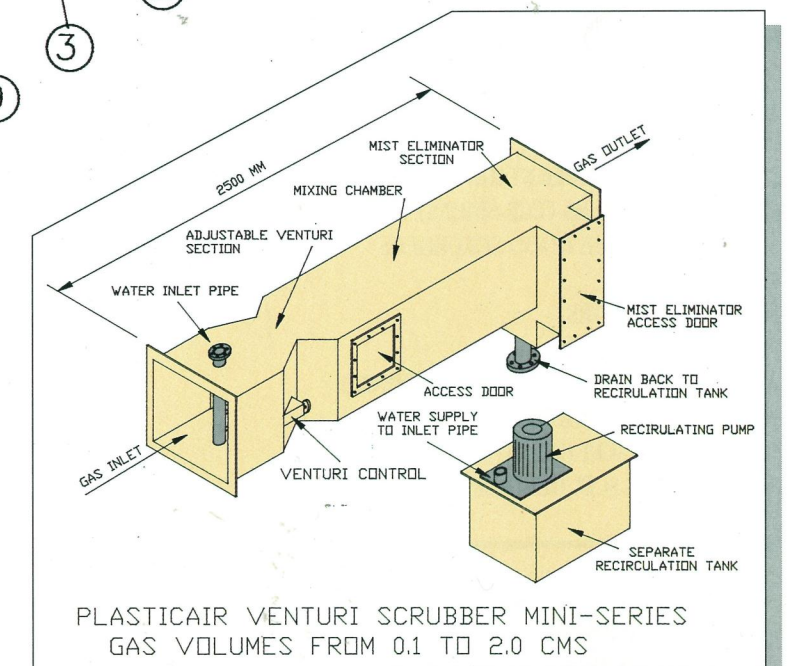 3
2500 MM
MIST ELIMINATOR
SECTION
GAS OUTLET
MIXING CHAMBER
ADJUSTABLE VENTURI
SECTION
WATER INLET PIPE
MIST ELIMINATOR
ACCESS DOOR
ACCESS DOOR
DRAIN BACK TO
RECIRULATION TANK
WATER SUPPLY
TO INLET PIPE
RECIRULATING PUMP
GAS INLET
VENTURI CONTROL
SEPARATE
RECIRCULATION TANK
PLASTICAIR VENTURI SCRUBBER MINI-SERIES
GAS VOLUMES FROM 0.1 TO 2.0 CMS